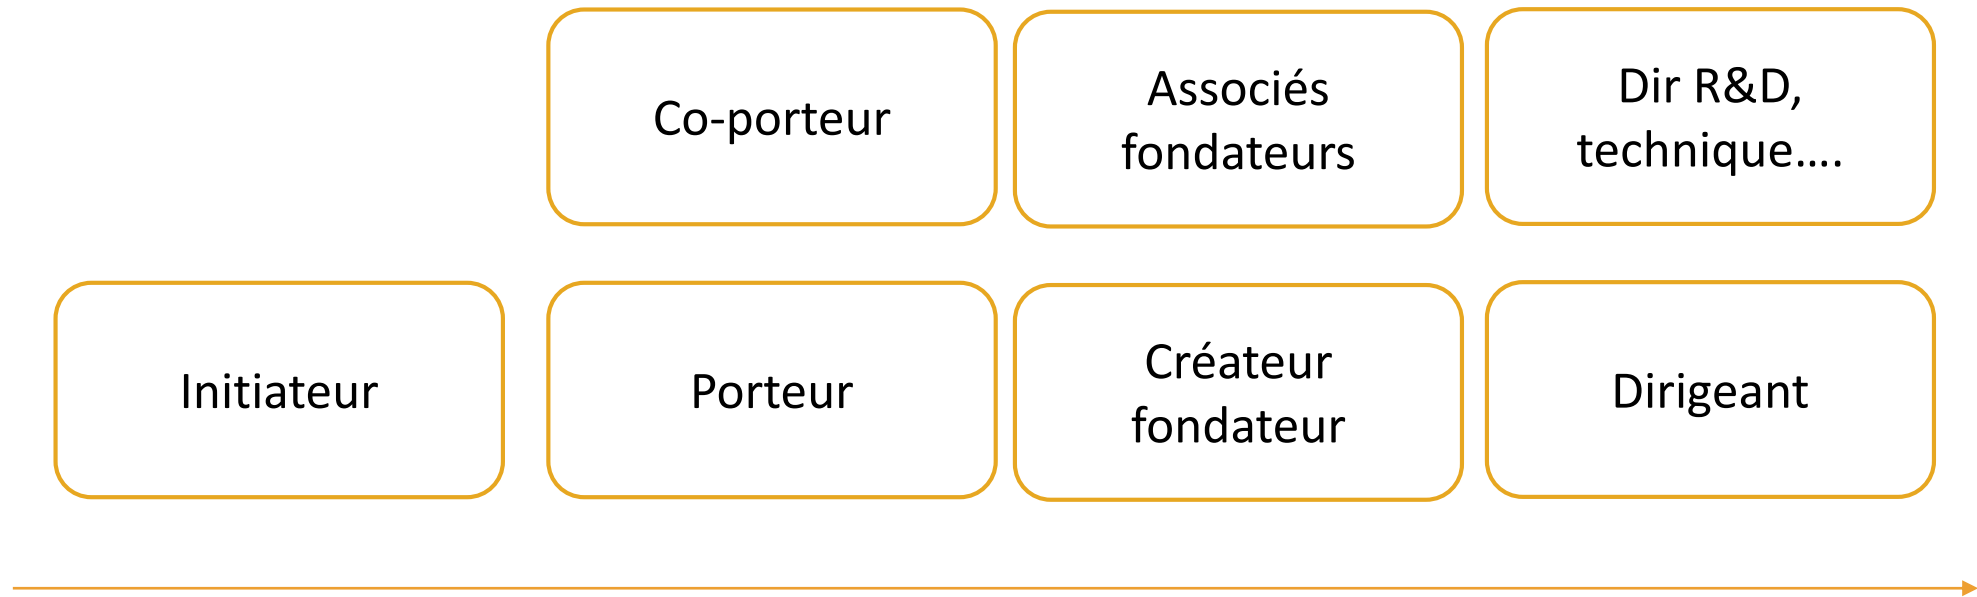 Co-porteur
Associés
fondateurs
Dir R&D,
technique....
Initiateur
Porteur
Créateur
fondateur
Dirigeant